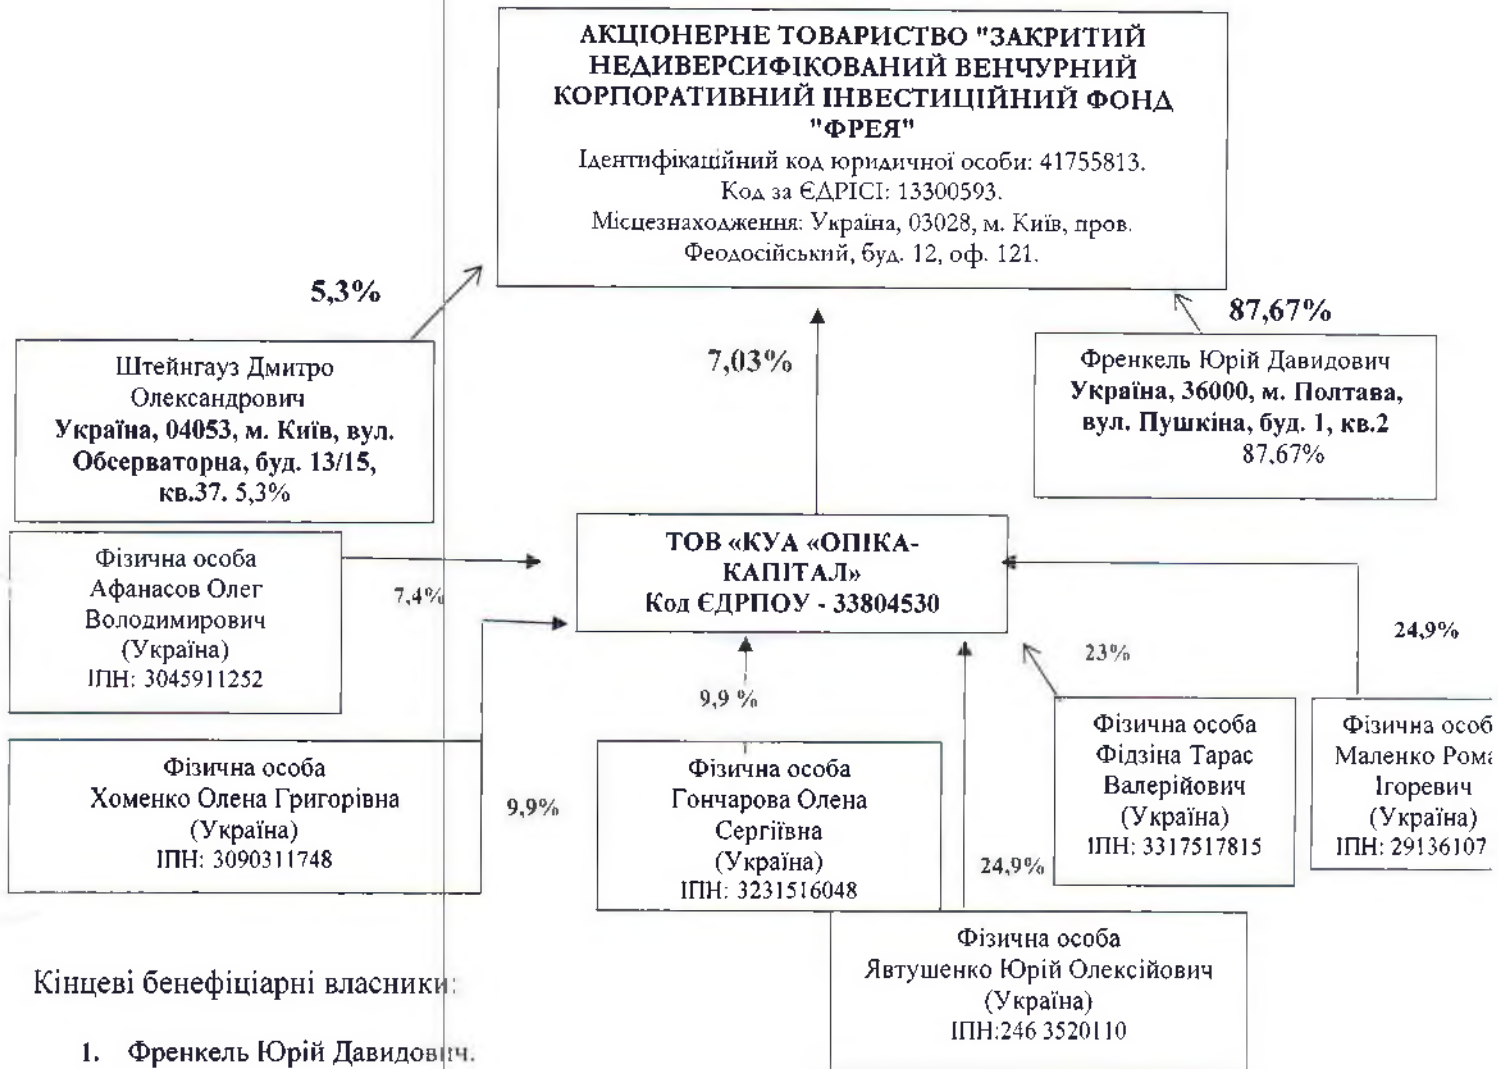 АКЦІОНЕРНЕ ТОВАРИСТВО "ЗАКРИТИЙ
НЕДИВЕРСИФІКОВАНИЙ ВЕНЧУРНИЙ
КОРПОРАТИВНИЙ ІНВЕСТИЦІЙНИЙ ФОНД
"ФРЕЯ"
Ідентифікаційний код юридичної особи: 41755813.
Код за ЄДРІСІ: 13300593.
Місцезнаходження: Україна, 03028, м. Київ, пров.
Феодосійський, буд. 12, оф. 121.
5,3%
87,67%
7,03%
Штейнгауз Дмитро
Олександрович
Україна, 04053, м. Київ, вул.
Обсерваторна, буд. 13/15,
кв.37. 5,3%
Френкель Юрій Давидович
Україна, 36000, м. Полтава,
вул. Пушкіна, буд. 1, кв.2
87,67%
Фізична особа
Афанасов Олег
Володимирович
(Україна)
ІПН: 3045911252
7,4%
ТОВ «КУА «ОПІКА-
КАПІТАЛ»
Код ЄДРПОУ - 33804530
24,9%
23%
9,9 %
Фізична особа
Хоменко Олена Григорівна
(Україна)
ІПН: 3090311748
9,9%
Фізична особа
Гончарова Олена
Сергіївна
(Україна)
ІПН: 3231516048
24,9%
Фізична особа
Фідзіна Тарас
Валерійович
(Україна)
ІПН: 3317517815
Фізична особ
Маленко Рома
Ігоревич
(Україна)
ІПН: 29136107
Фізична особа
Явтушенко Юрій Олексійович
(Україна)
ІПН:246 3520110
Кінцеві бенефіціарні власники:
1. Френкель Юрій Давидович.